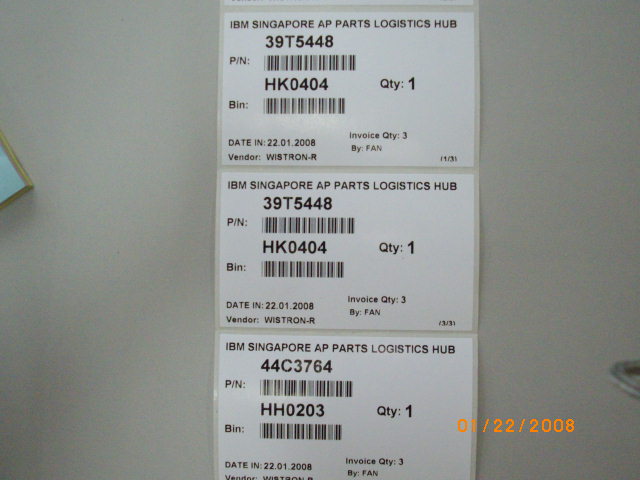 IBM SINGAPORE AP PARTS LOGISTICS HUB
39T5448
P/N:
HK0404 Qty: 1
Bin:
Invoice Qty: 3
DATE IN: 22.01.2008
By: FAN
Vendor: WISTRON-R (1/3)
IBM SINGAPORE AP PARTS LOGISTICS HUB
39T5448
P/N:
HK0404 Qty: 1
Bin:
Invoice Qty: 3
DATE IN: 22.01.2008
By: FAN
Vendor: WISTRON-R (3/3)
IBM SINGAPORE AP PARTS LOGISTICS HUB
44C3764
P/N:
HH0203 Qty: 1
Bin:
01/22/2008
Invoice Qty: 3
DATE IN: 22.01.2008
By: FAN
Vendor: WISTRON-R